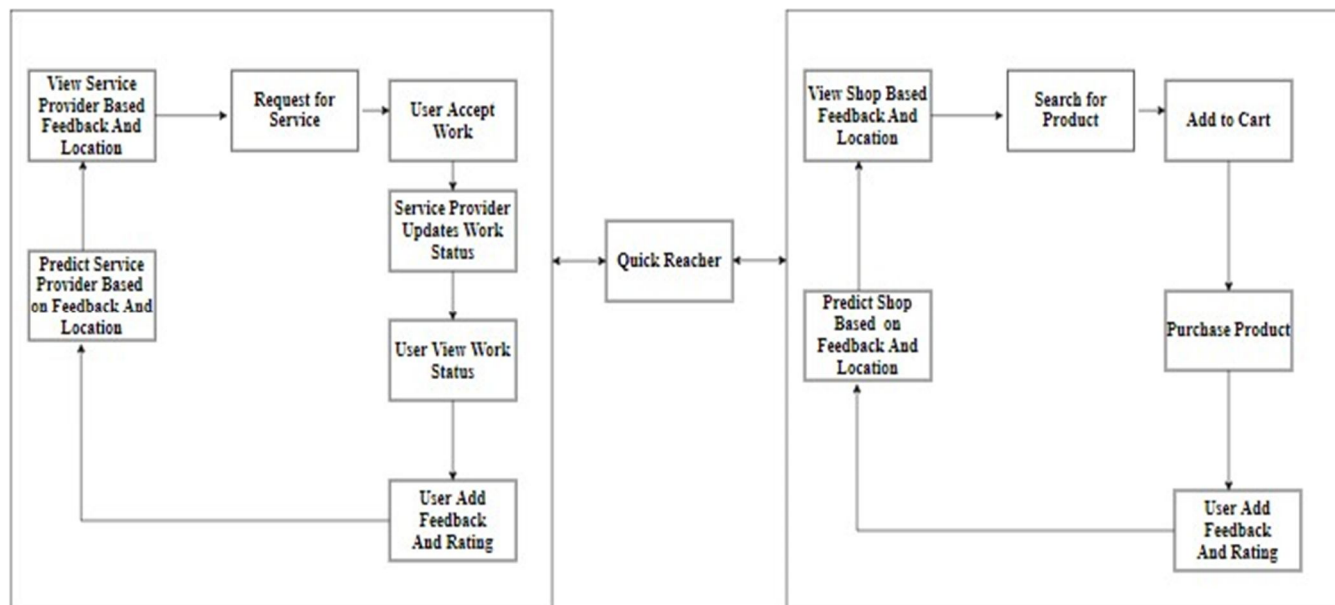 View Service
Provider Based
Feedback And
Location
Request for
Service
User Accept
Work
Service Provider
Updates Work
Status
Predict Service
Provider Based
on Feedback And
Location
User View Work
Status
User Add
Feedback
And Rating
Quick Reacher
View Shop Based
Feedback And
Location
Search for
Product
Add to Cart
Predict Shop
Based on
Feedback And
Location
Purchase Product
User Add
Feedback
And Rating